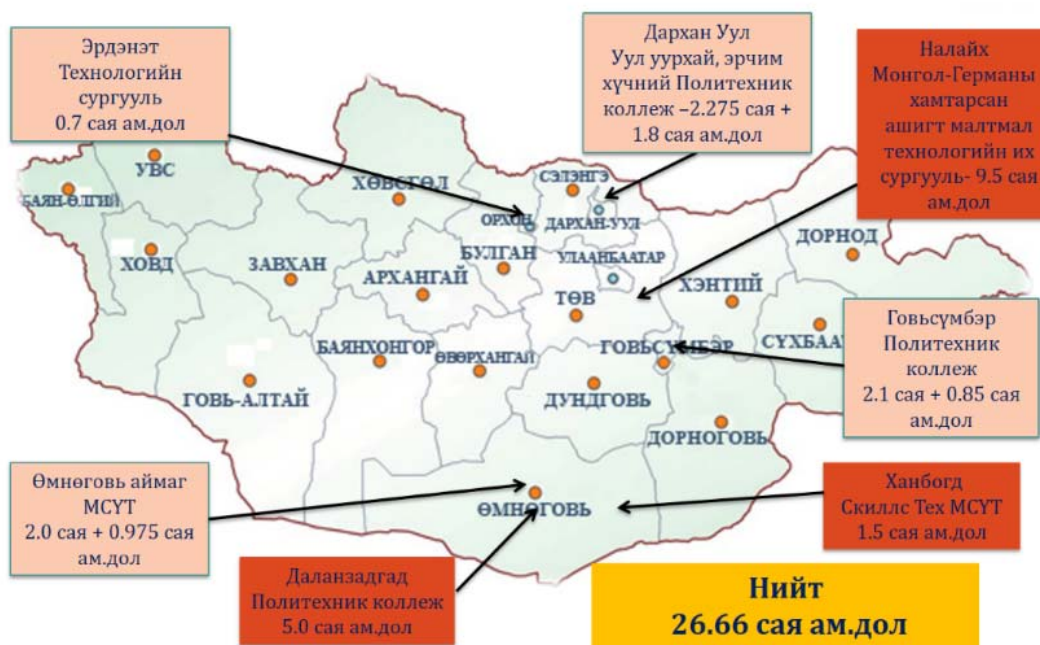 Эрдэнэт
Технологийн
сургууль
0.7 сая ам.дол
Дархан Уул
Уул уурхай, эрчим
хүчний Политехник
коллеж –2.275 сая +
1.8 сая ам.дол
Налайх
Монгол-Германы
хамтарсан
ашигт малтмал
технологийн их
сургууль- 9.5 сая
ам.дол
УВС
БАЯН-ӨЛГИЙ
ХӨВСГӨЛ
СЭЛЭНГЭ
ОРХОН
ДАРХАН-УУЛ
ДОРНОД
ХОВД
ЗАВХАН
АРХАНГАЙ
БУЛГАН
УЛААНБААТАР
ТӨВ
ХЭНТИЙ
СҮХБААТ
БАЯНХОНГОР
ӨВӨРХАНГАЙ
ГОВЬСҮМБЭР
ГОВЬ-АЛТАЙ
ДУНДГОВЬ
ДОРНОГОВЬ
ӨМНӨГОВЬ
Говьсүмбэр
Политехник
коллеж
2.1 сая + 0.85 сая
ам.дол
Өмнөговь аймаг
МСҮТ
2.0 сая + 0.975 сая
ам.дол
Ханбогд
Скиллс Тех МСҮТ
1.5 сая ам.дол
Даланзадгад
Политехник коллеж
5.0 сая ам.дол
Нийт
26.66 сая ам.дол